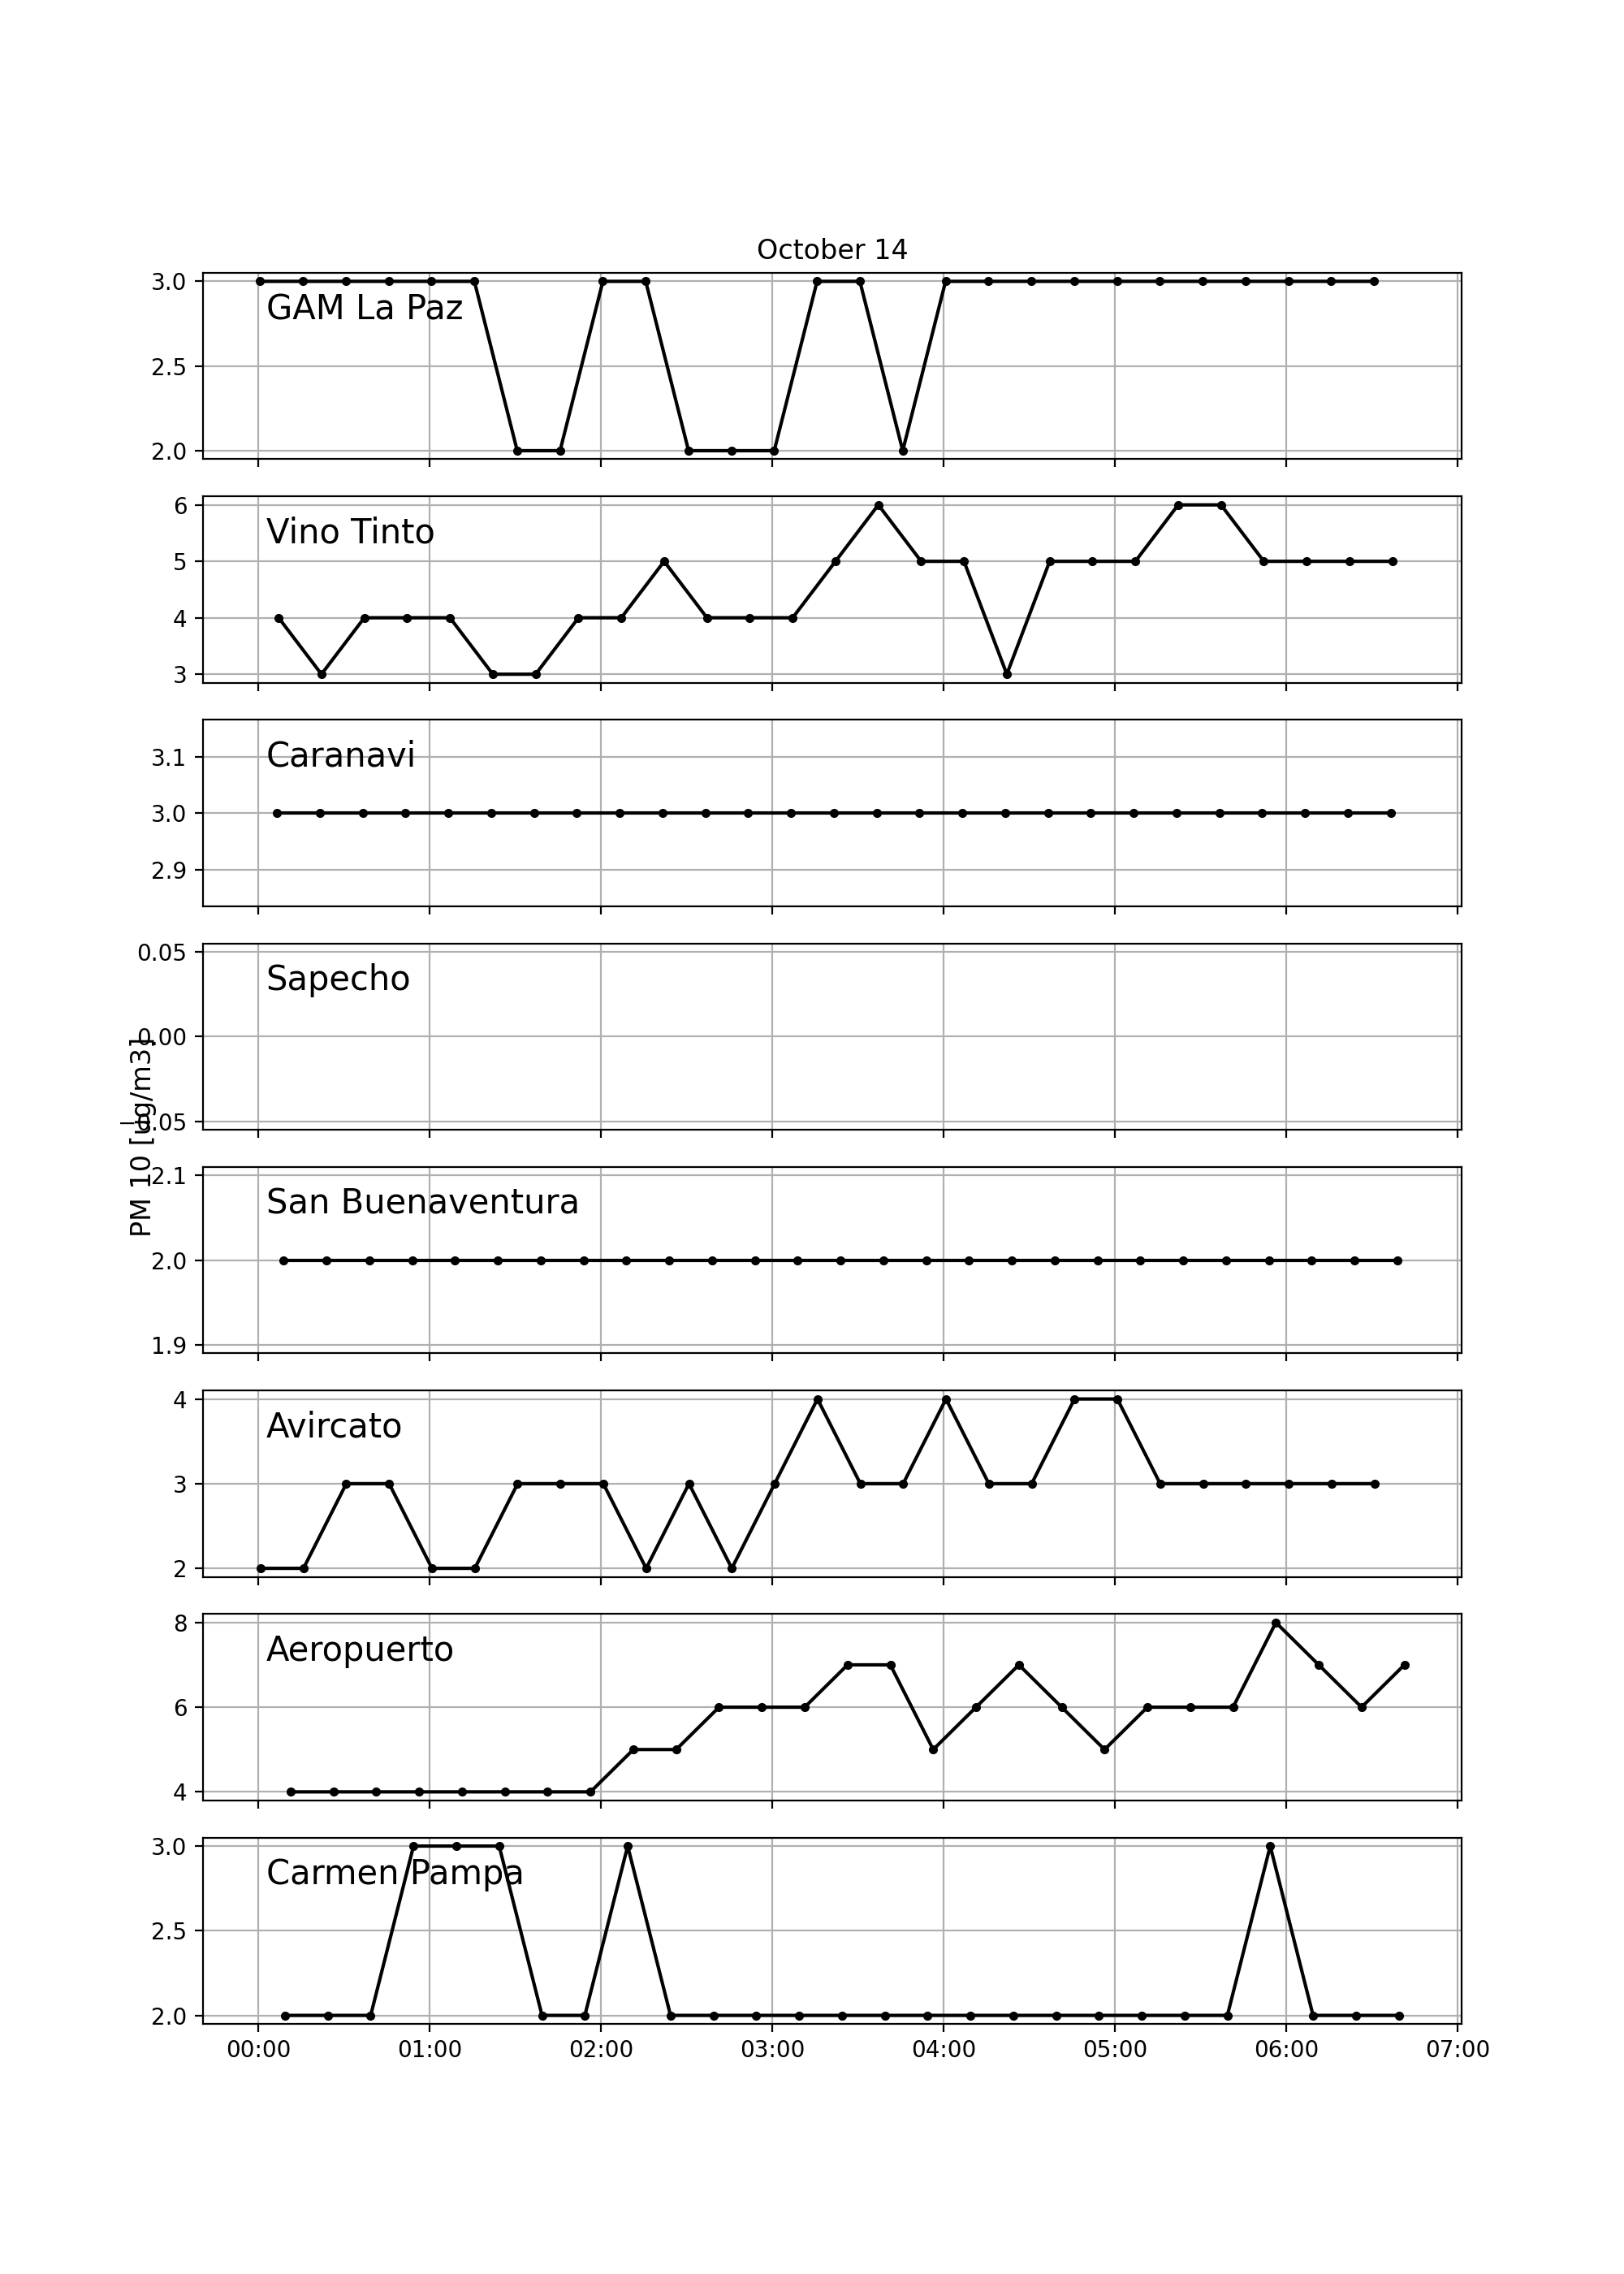 October 14
3.0
GAM La Paz
2.5
2.0
6
Vino Tinto
5
4
3
3.1
Caranavi
3.0
2.9
0.05
Sapecho
0.00
PM 10 [ug/m3]
−0.05
2.1
San Buenaventura
2.0
1.9
4
Avircato
3
2
8
Aeropuerto
6
4
3.0
Carmen Pampa
2.5
2.0
00:00 01:00 02:00 03:00 04:00 05:00 06:00 07:00